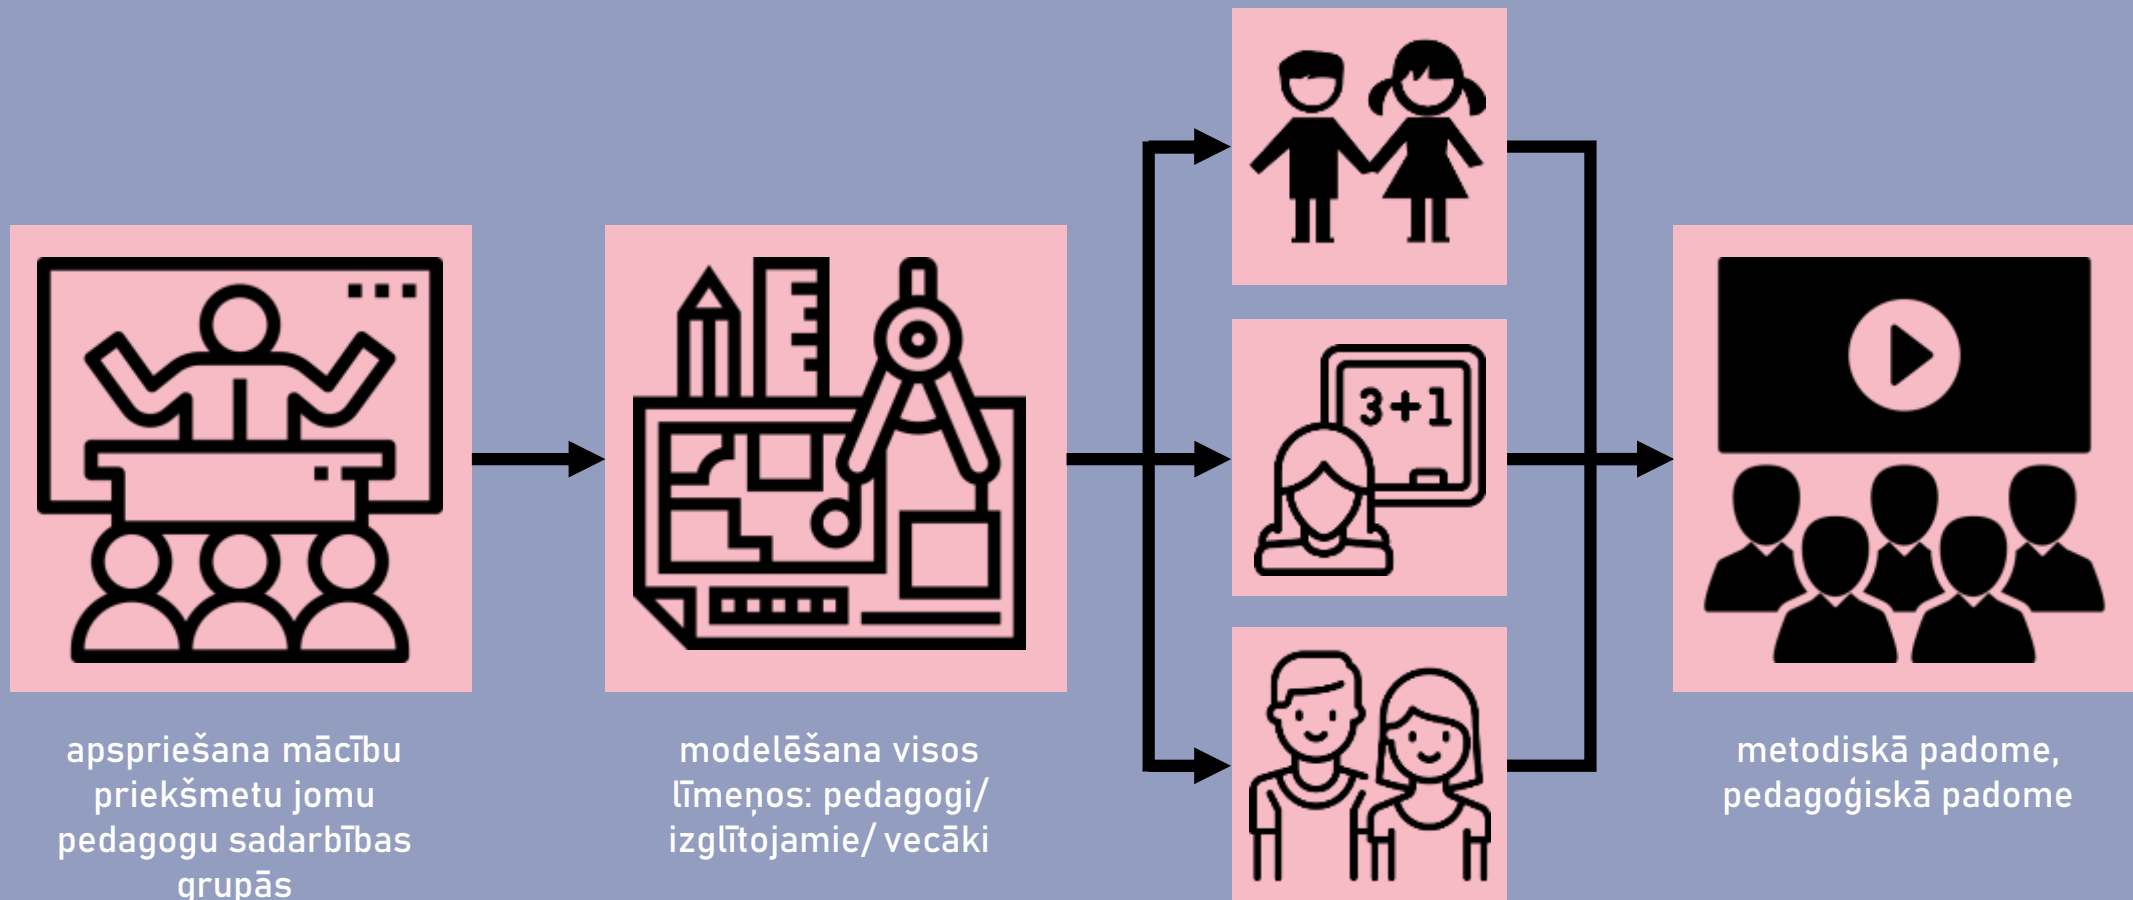 3+1
apspriešana mācību
priekšmetu jomu
pedagogu sadarbības
grupās
modelēšana visos
līmeņos: pedagogi/
izglītojamie/ vecāki
metodiskā padome,
pedagoģiskā padome